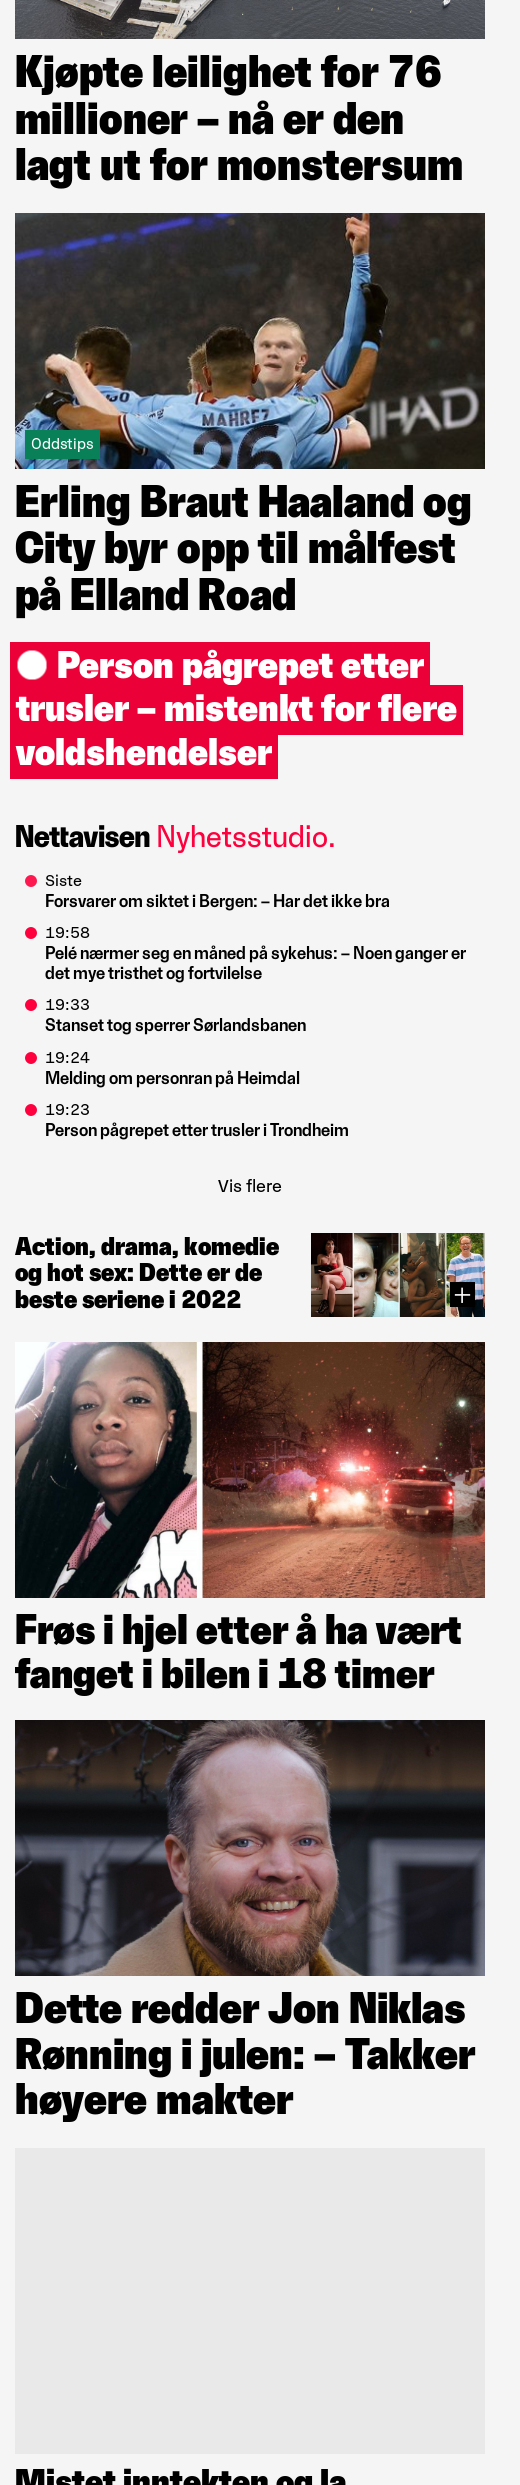 Kjøpte leilighet for 76
millioner – nå er den
lagt ut for monstersum
MAHREZ
26
TIHAD
Oddstips
Erling Braut Haaland og
City byr opp til målfest
på Elland Road
Person pågrepet etter
trusler – mistenkt for flere
voldshendelser
Nettavisen Nyhetsstudio.
Siste
Forsvarer om siktet i Bergen: – Har det ikke bra
19:58
Pelé nærmer seg en måned på sykehus: – Noen ganger er
det mye tristhet og fortvilelse
19:33
Stanset tog sperrer Sørlandsbanen
19:24
Melding om personran på Heimdal
19:23
Person pågrepet etter trusler i Trondheim
Vis flere
Action, drama, komedie
og hot sex: Dette er de
beste seriene i 2022
Frøs i hjel etter å ha vært
fanget i bilen i 18 timer
Dette redder Jon Niklas
Rønning i julen: – Takker
høyere makter
Mistet inntekten og la